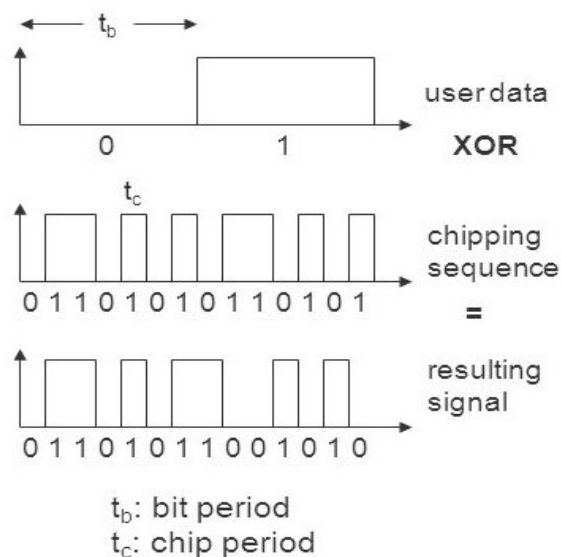 t_b
user data
0 1 XOR
t_c
chipping
sequence
0 1 1 0 1 0 1 0 1 1 0 1 0 1 =
resulting
signal
0 1 1 0 1 0 1 1 0 0 1 0 1 0
t_b: bit period
t_c: chip period